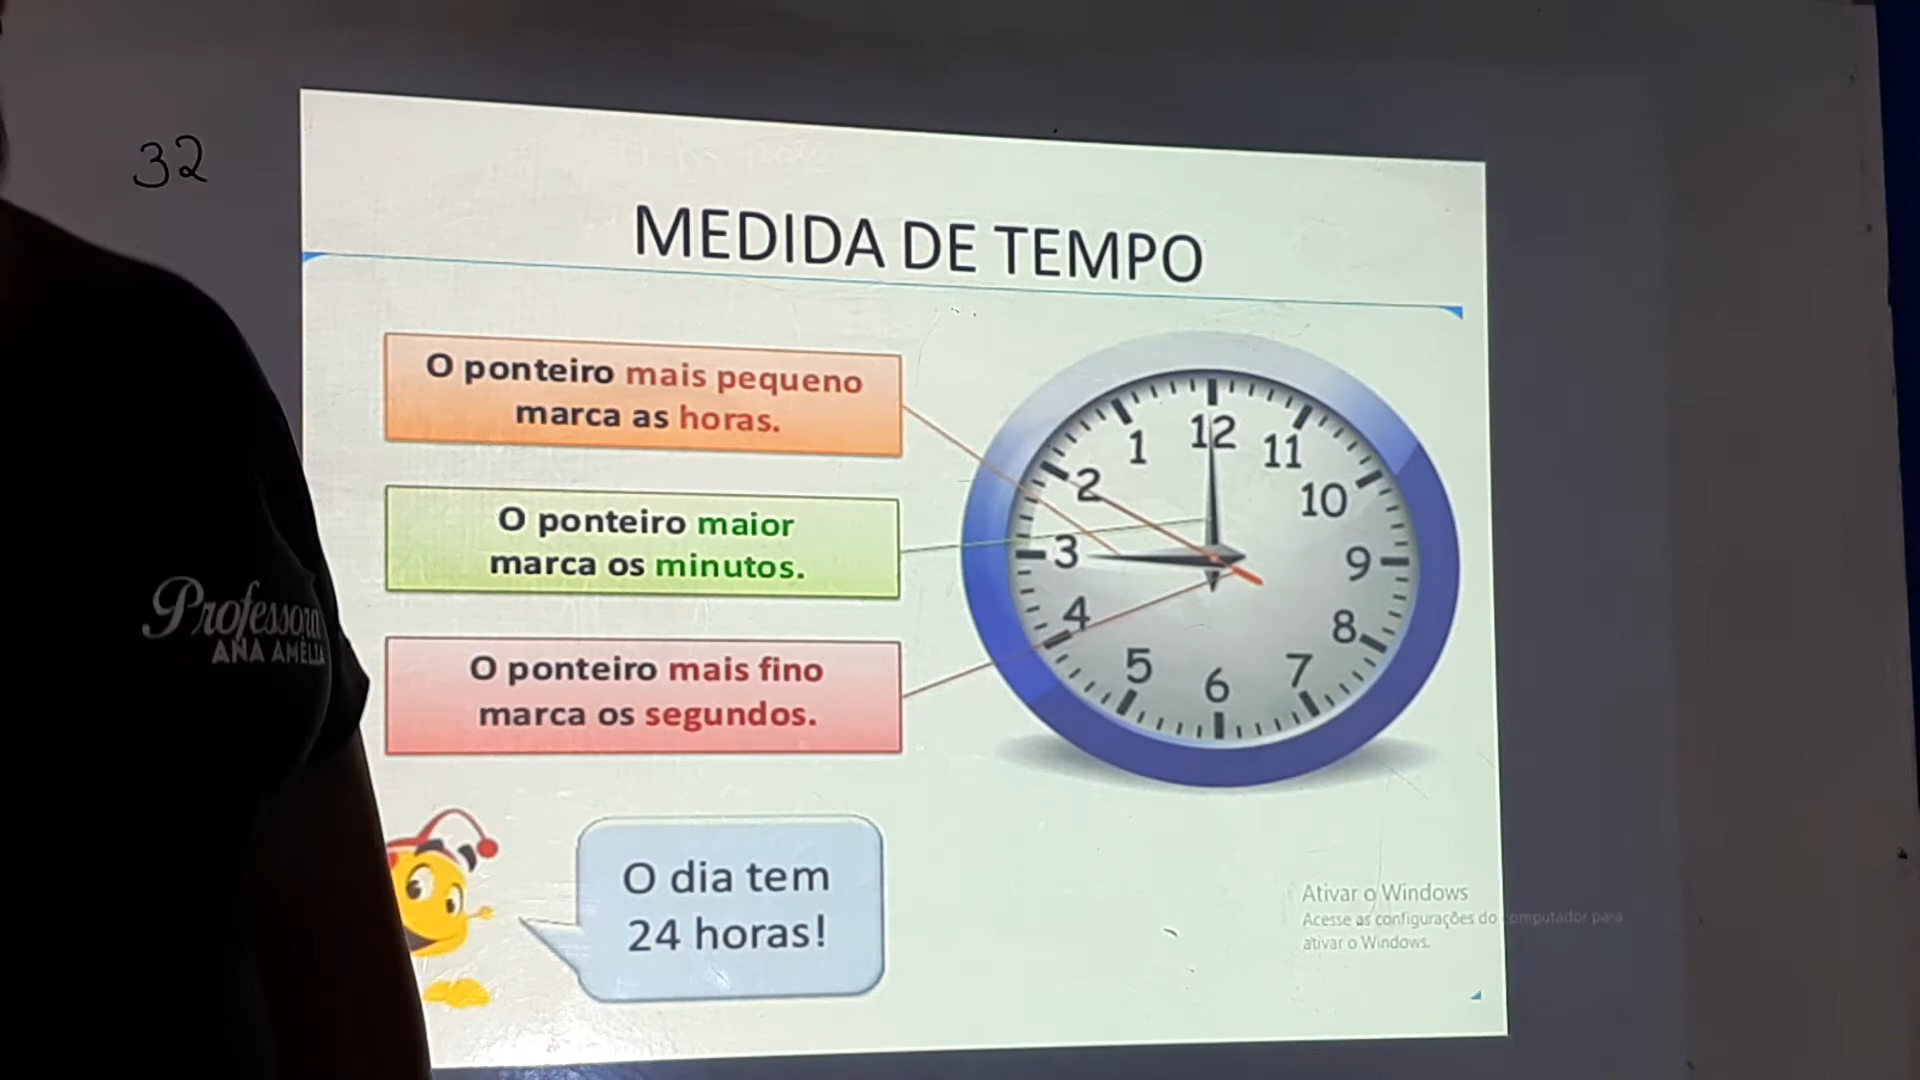 32
MEDIDA DE TEMPO
O ponteiro mais pequeno
marca as horas.
O ponteiro maior
marca os minutos.
O ponteiro mais fino
marca os segundos.
12
1
11
2
10
3
9
4
8
5
7
6
Professora
ANA AMÉLIA
O dia tem
24 horas!
Ativar o Windows
Acesse as configurações do computador para
ativar o Windows.